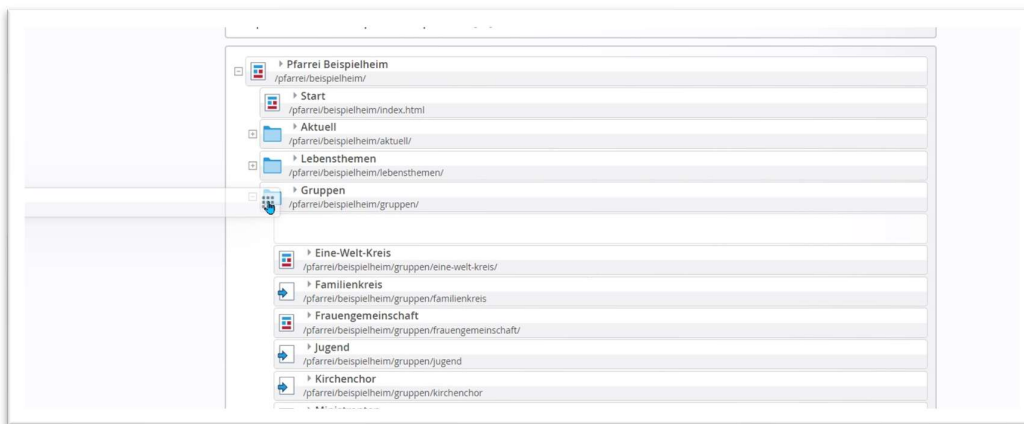 Pfarrei Beispielheim
/pfarrei/beispielheim/
Start
/pfarrei/beispielheim/index.html
Aktuell
/pfarrei/beispielheim/aktuell/
Lebensthemen
/pfarrei/beispielheim/lebensthemen/
Gruppen
/pfarrei/beispielheim/gruppen/
Eine-Welt-Kreis
/pfarrei/beispielheim/gruppen/eine-welt-kreis/
Familienkreis
/pfarrei/beispielheim/gruppen/familienkreis
Frauengemeinschaft
/pfarrei/beispielheim/gruppen/frauengemeinschaft/
Jugend
/pfarrei/beispielheim/gruppen/jugend
Kirchenchor
/pfarrei/beispielheim/gruppen/kirchenchor